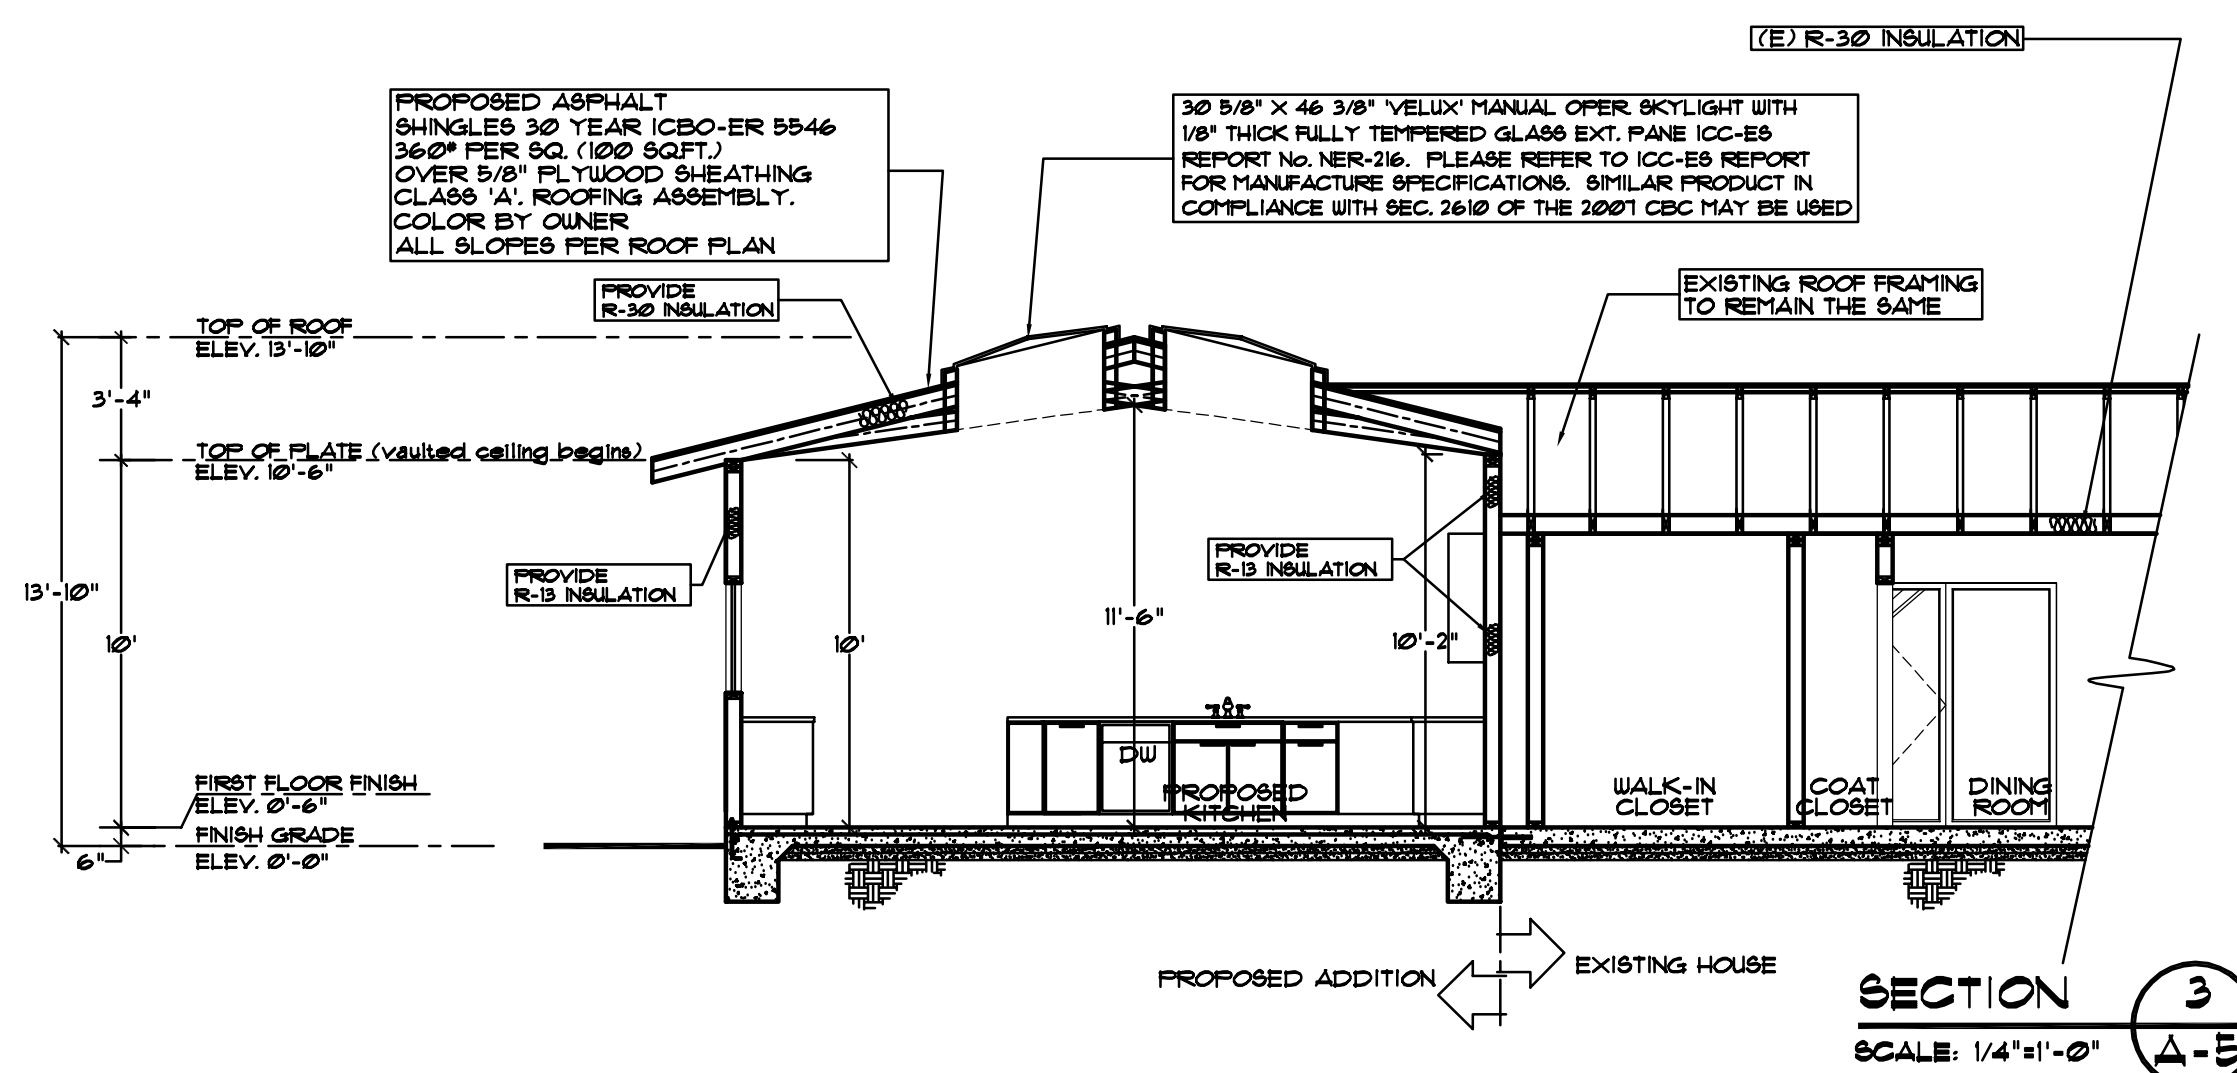 (E) R-30 INSULATION
PROPOSED ASPHALT
SHINGLES 30 YEAR ICBO-ER 5546
360# PER SQ. (100 SQ.FT.)
OVER 5/8" PLYWOOD SHEATHING
CLASS 'A'. ROOFING ASSEMBLY.
COLOR BY OWNER
ALL SLOPES PER ROOF PLAN
30 5/8" X 46 3/8" 'VELUX' MANUAL OPER. SKYLIGHT WITH
1/8" THICK FULLY TEMPERED GLASS EXT. PANE ICC-ES
REPORT No. NER-216. PLEASE REFER TO ICC-ES REPORT
FOR MANUFACTURE SPECIFICATIONS. SIMILAR PRODUCT IN
COMPLIANCE WITH SEC. 2610 OF THE 2007 CBC MAY BE USED
PROVIDE
R-30 INSULATION
EXISTING ROOF FRAMING
TO REMAIN THE SAME
TOP OF ROOF
ELEV. 13'-10"
3'-4"
TOP OF PLATE (vaulted ceiling begins)
ELEV. 10'-6"
PROVIDE
R-13 INSULATION
PROVIDE
R-13 INSULATION
13'-10"
10'
10'
11'-6"
10'-2"
DW
PROPOSED
KITCHEN
WALK-IN
CLOSET
COAT
CLOSET
DINING
ROOM
FIRST FLOOR FINISH
ELEV. 0'-6"
FINISH GRADE
ELEV. 0'-0"
6"
PROPOSED ADDITION
EXISTING HOUSE
SECTION
SCALE: 1/4"=1'-0"
3
A-5